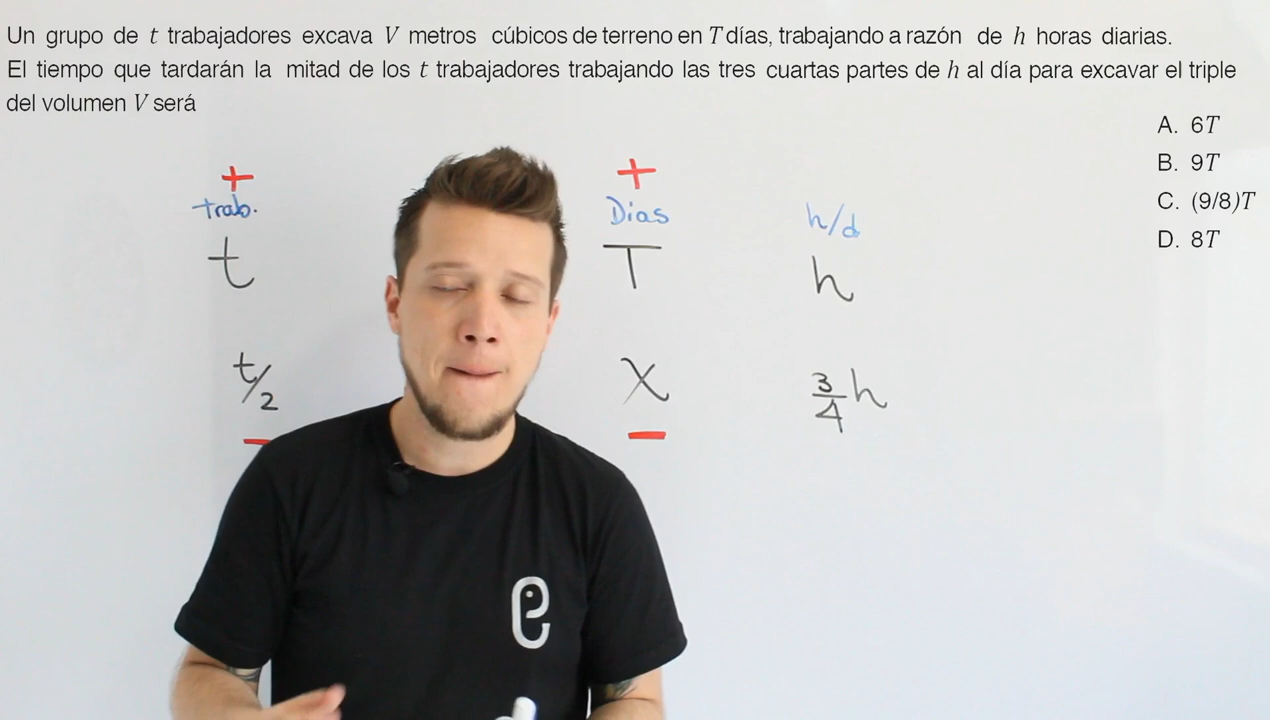 Un grupo de t trabajadores excava V metros cúbicos de terreno en T días, trabajando a razón de h horas diarias.
El tiempo que tardarán la mitad de los t trabajadores trabajando las tres cuartas partes de h al día para excavar el triple
del volumen V será
A. 6T
B. 9T
C. (9/8)T
D. 8T
+ +
trab. Días h/d
t T h
t/2 X 3/4 h
- -
e